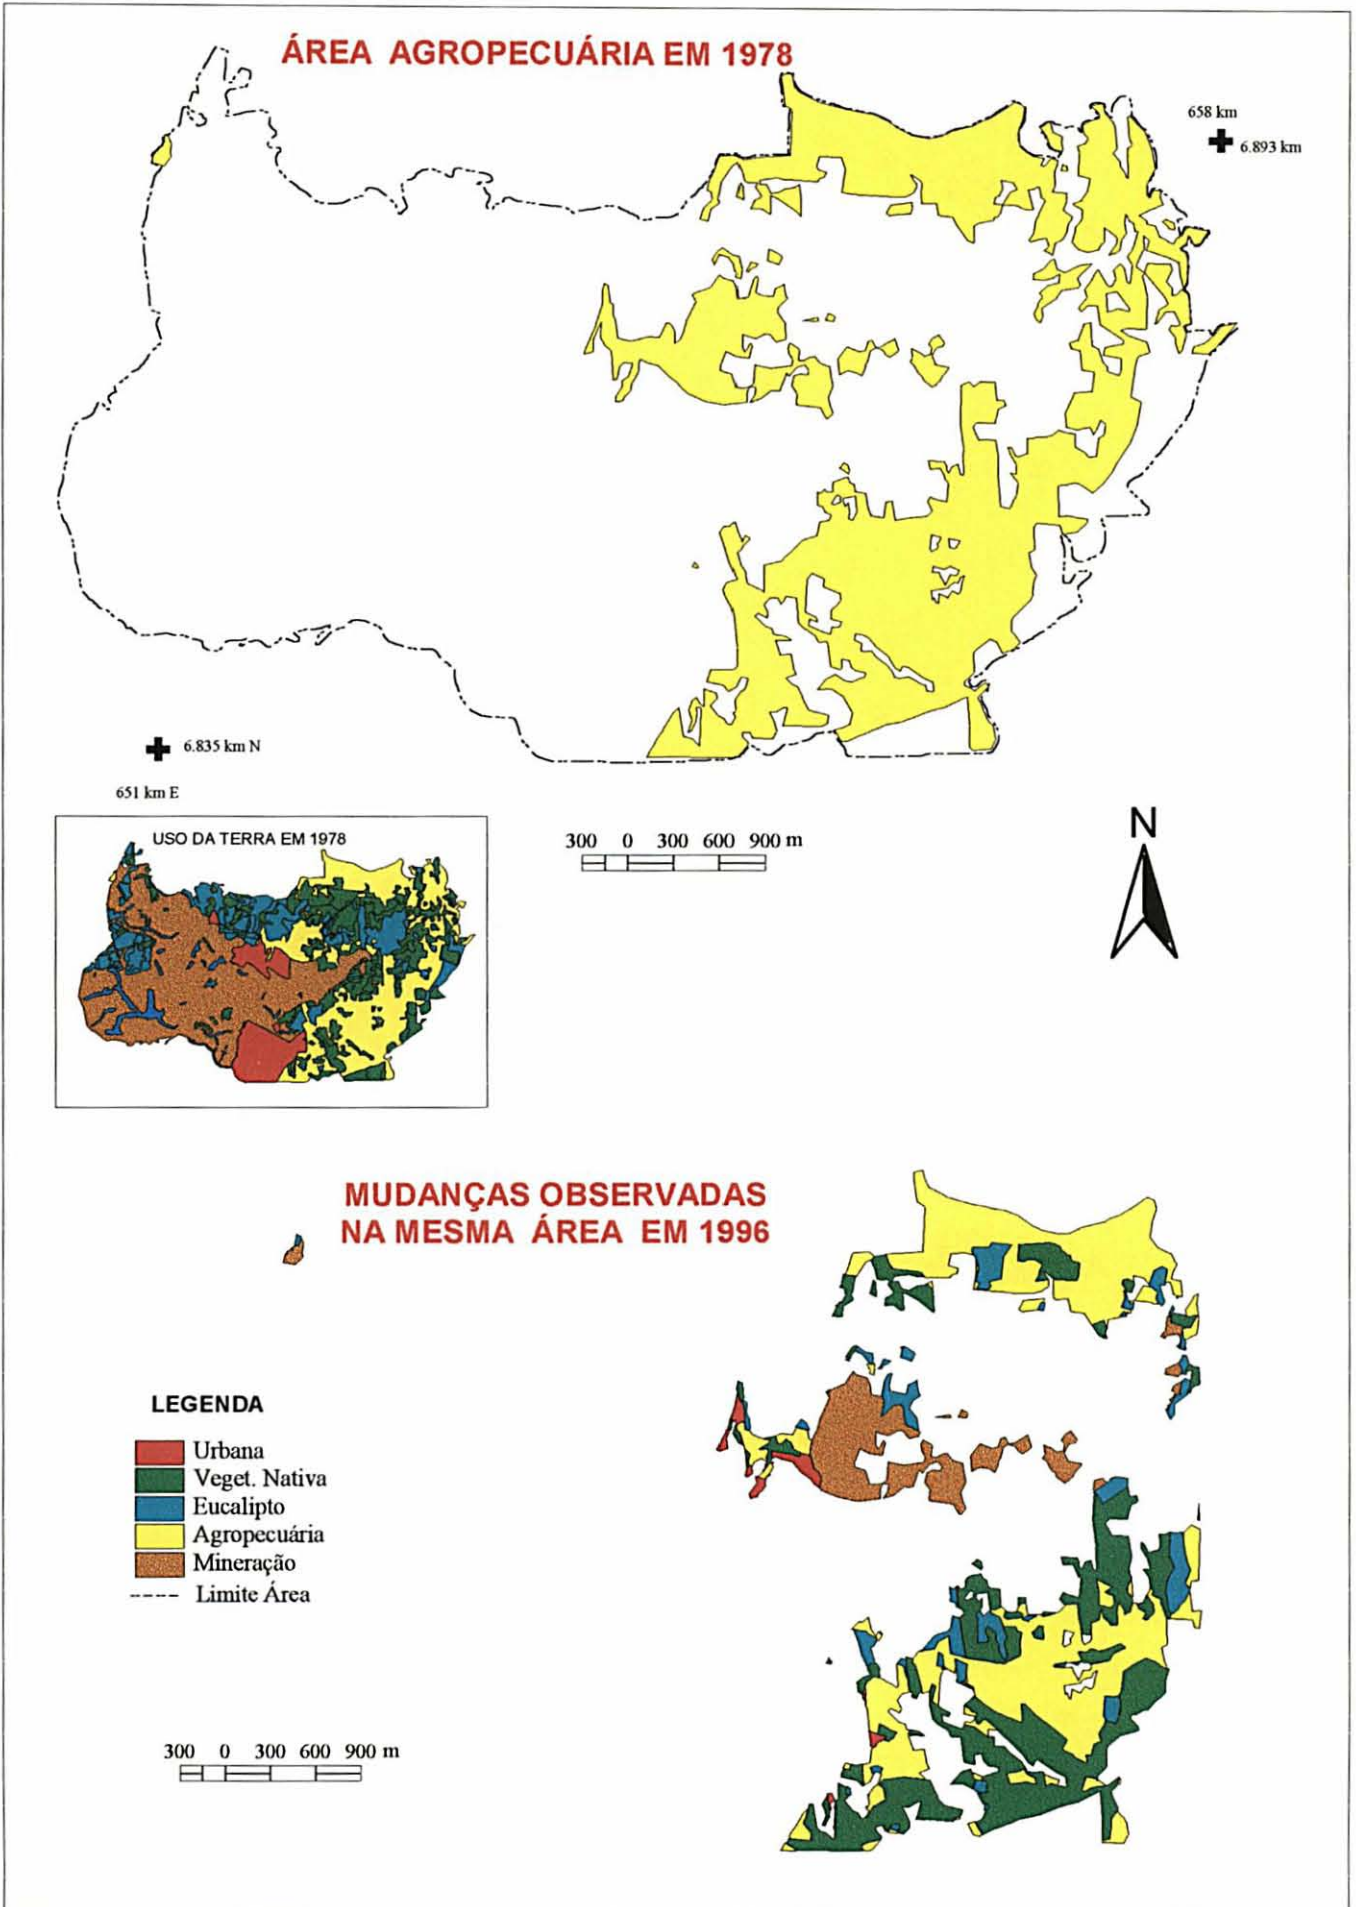 ÁREA AGROPECUÁRIA EM 1978
658 km
6.893 km
6.835 km N
651 km E
USO DA TERRA EM 1978
300 0 300 600 900 m
N
MUDANÇAS OBSERVADAS
NA MESMA ÁREA EM 1996
LEGENDA
Urbana
Veget. Nativa
Eucalipto
Agropecuária
Mineração
Limite Área
300 0 300 600 900 m